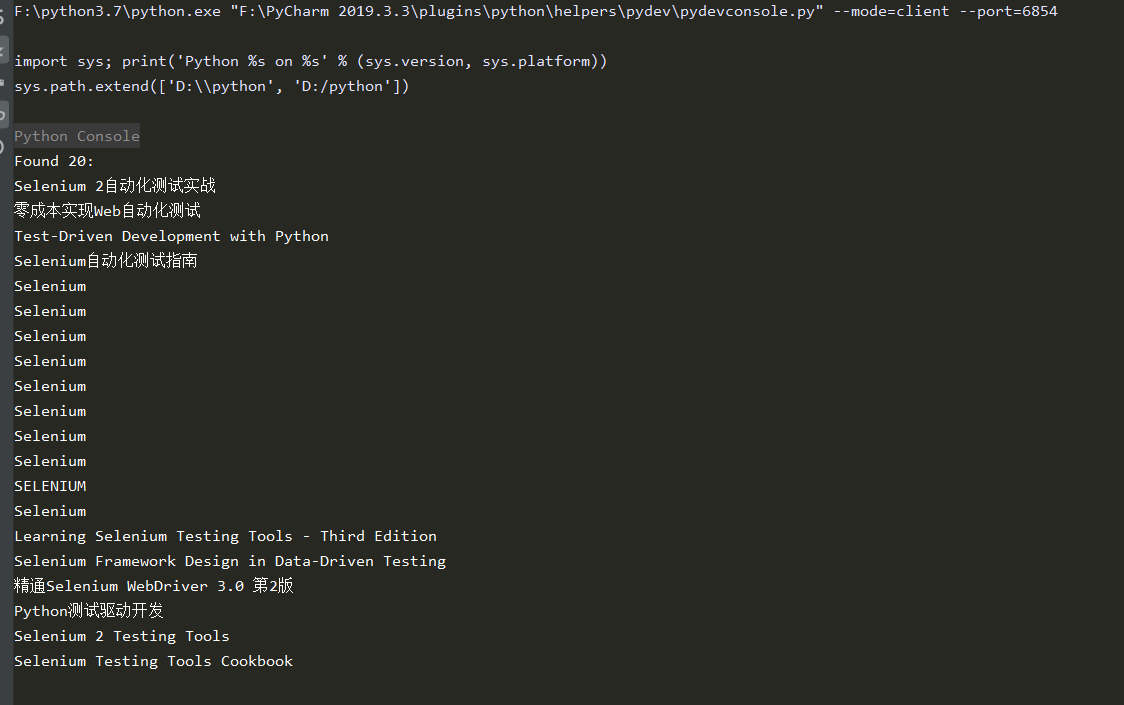 F:\python3.7\python.exe "F:\PyCharm 2019.3.3\plugins\python\helpers\pydev\pydevconsole.py" --mode=client --port=6854
import sys; print('Python %s on %s' % (sys.version, sys.platform))
sys.path.extend(['D:\\python', 'D:/python'])
Python Console
Found 20:
Selenium 2自动化测试实战
零成本实现Web自动化测试
Test-Driven Development with Python
Selenium自动化测试指南
Selenium
Selenium
Selenium
Selenium
Selenium
Selenium
Selenium
Selenium
SELENIUM
Selenium
Learning Selenium Testing Tools - Third Edition
Selenium Framework Design in Data-Driven Testing
精通Selenium WebDriver 3.0 第2版
Python测试驱动开发
Selenium 2 Testing Tools
Selenium Testing Tools Cookbook